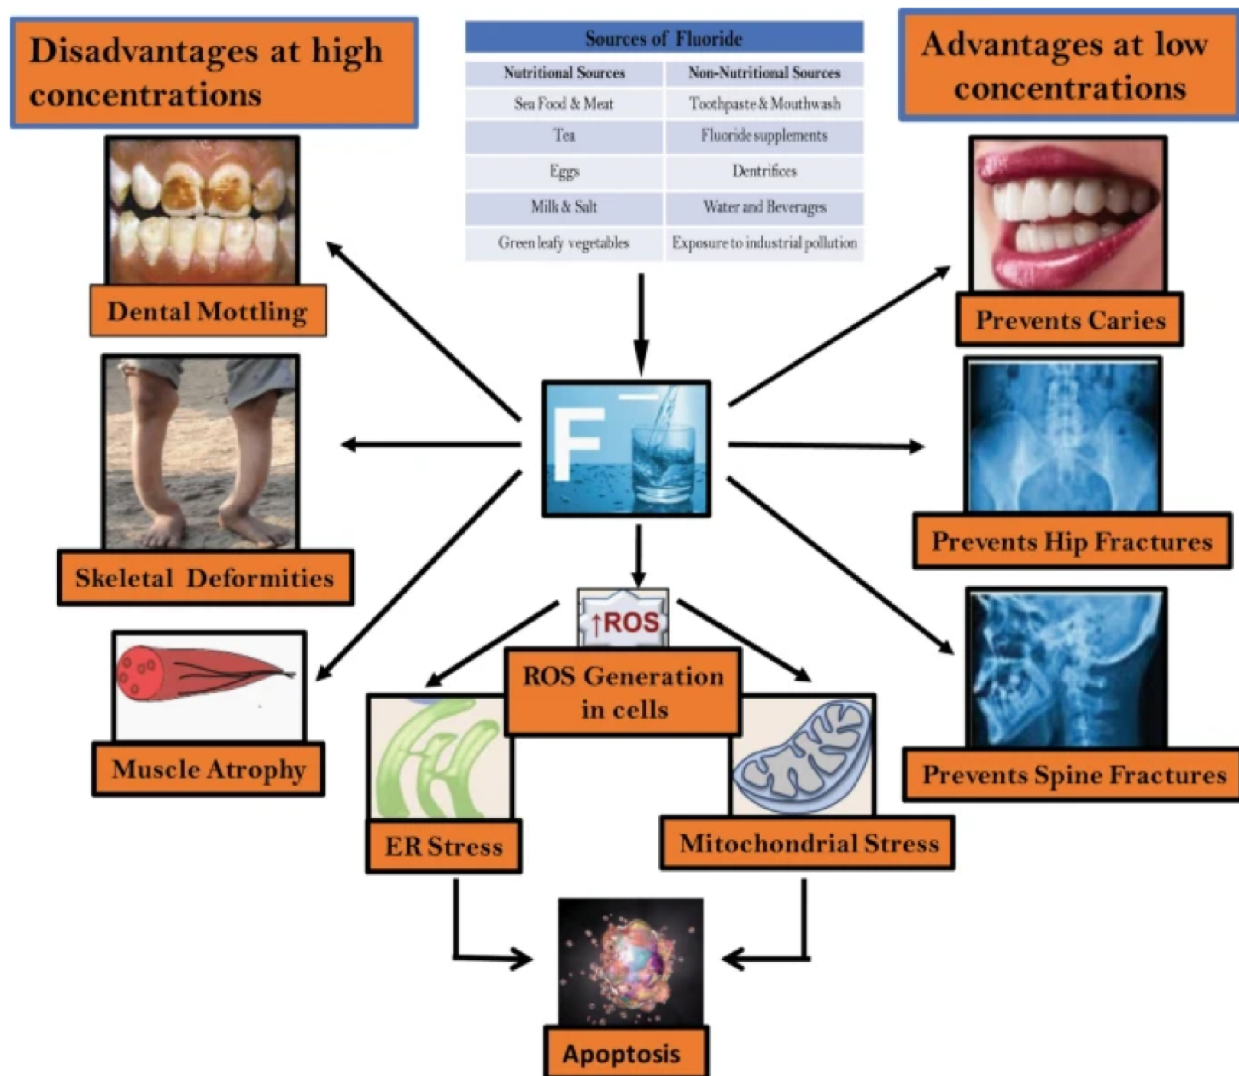 Disadvantages at high
concentrations
Sources of Fluoride
Nutritional Sources Non-Nutritional Sources
Sea Food & Meat Toothpaste & Mouthwash
Tea Fluoride supplements
Eggs Dentrifices
Milk & Salt Water and Beverages
Green leafy vegetables Exposure to industrial pollution
Advantages at low
concentrations
Dental Mottling
Prevents Caries
F−
Skeletal Deformities
Prevents Hip Fractures
↑ROS
ROS Generation
in cells
Muscle Atrophy
Prevents Spine Fractures
ER Stress
Mitochondrial Stress
Apoptosis